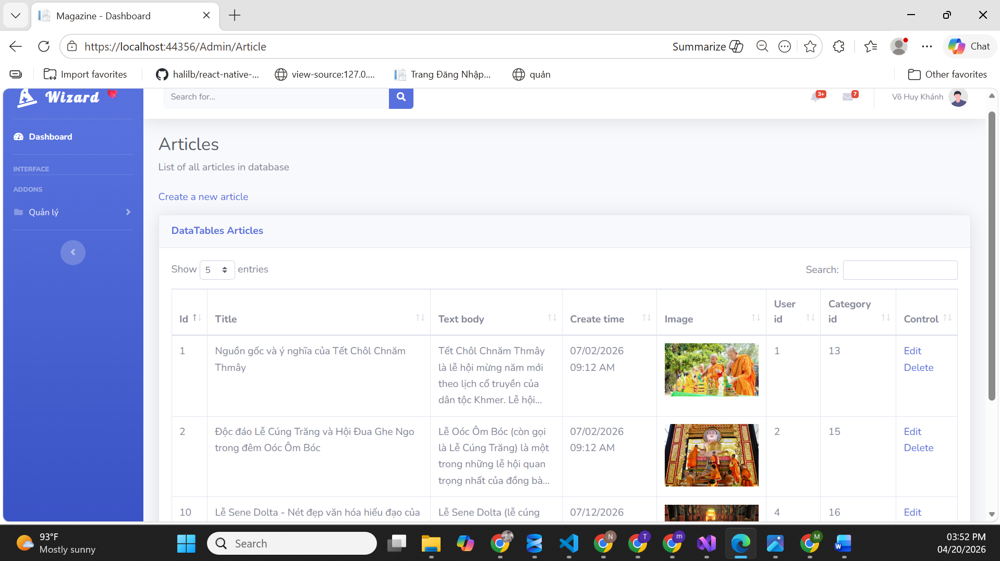 Magazine - Dashboard
https://localhost:44356/Admin/Article
Summarize
Chat
Import favorites
halilb/react-native-...
view-source:127.0....
Trang Đăng Nhập...
quản
Other favorites
Wizard
Search for...
3+
7
Võ Huy Khánh
Dashboard
INTERFACE
ADDONS
Quản lý
Articles
List of all articles in database
Create a new article
DataTables Articles
Show 5 entries
Search:
Id
Title
Text body
Create time
Image
User
id
Category
id
Control
1
Nguồn gốc và ý nghĩa của Tết Chôl Chnăm
Thmây
Tết Chôl Chnăm Thmây
là lễ hội mừng năm mới
theo lịch cổ truyền của
dân tộc Khmer. Lễ hội...
07/02/2026
09:12 AM
1
13
Edit
Delete
2
Độc đáo Lễ Cúng Trăng và Hội Đua Ghe Ngo
trong đêm Oóc Ôm Bóc
Lễ Oóc Ôm Bóc (còn gọi
là Lễ Cúng Trăng) là một
trong những lễ hội quan
trọng nhất của đồng bà...
07/02/2026
09:12 AM
2
15
Edit
Delete
10
Lễ Sene Dolta - Nét đẹp văn hóa hiếu đạo của
Lễ Sene Dolta (lễ cúng
07/12/2026
4
16
Edit
93°F
Mostly sunny
Search
N
T
m
M
03:52 PM
04/20/2026